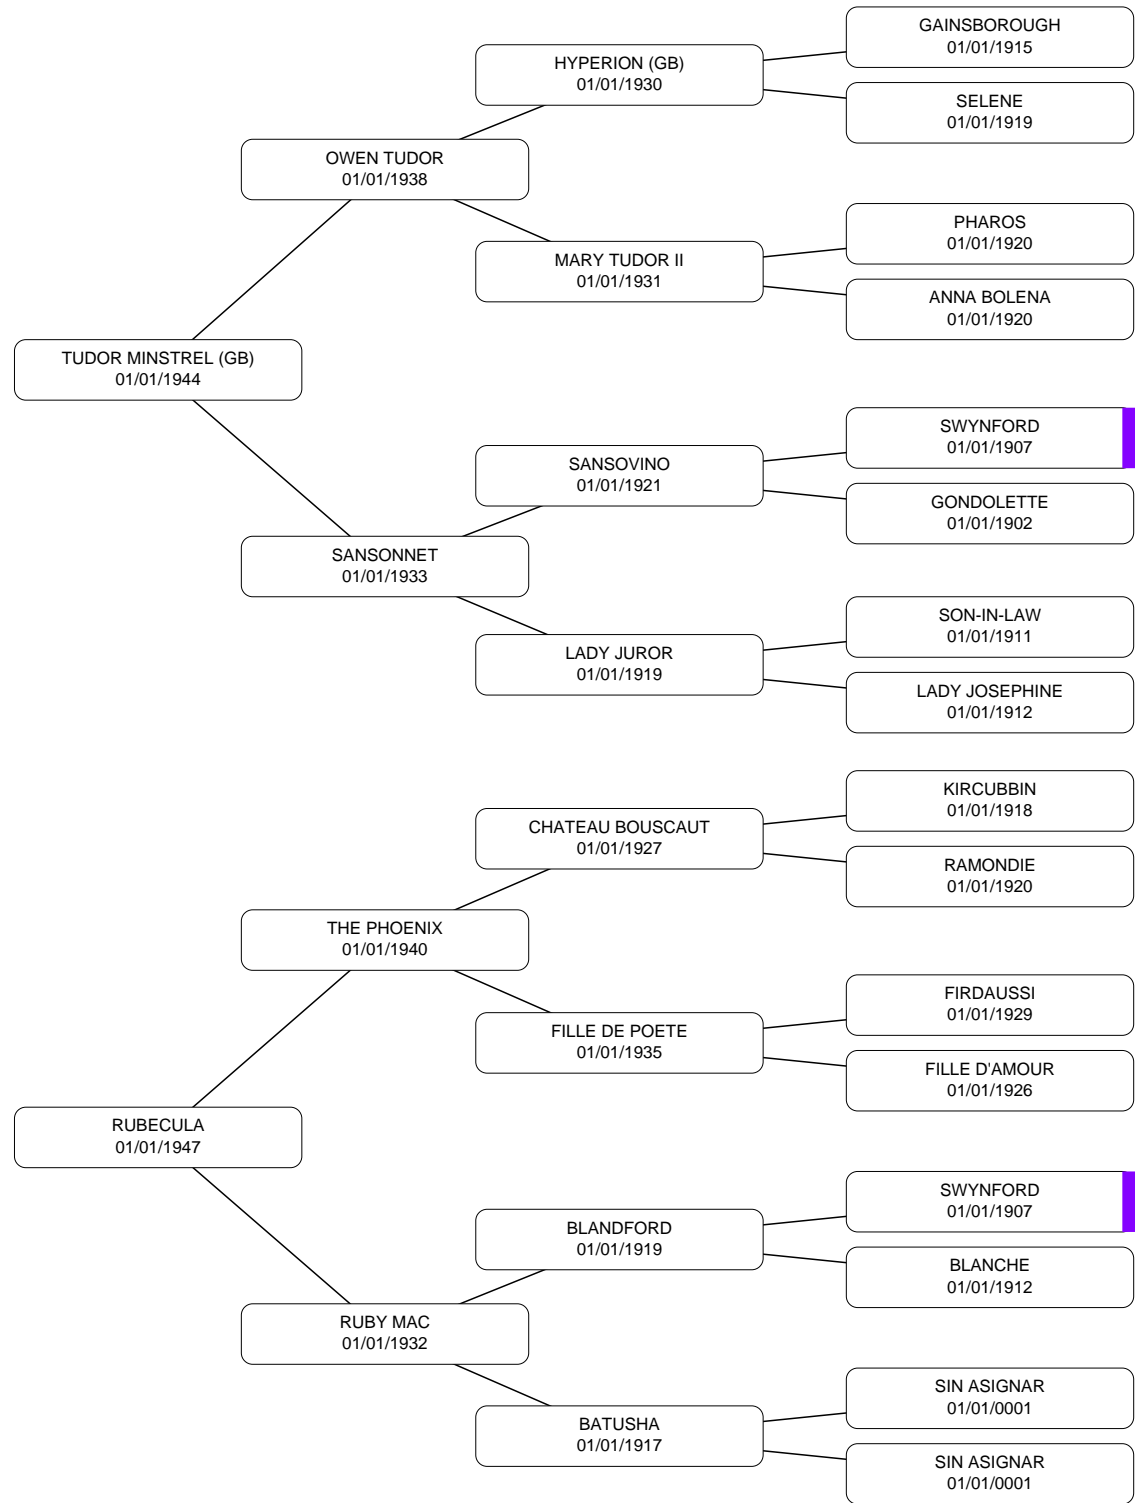 GAINSBOROUGH
01/01/1915
HYPERION (GB)
01/01/1930
SELENE
01/01/1919
OWEN TUDOR
01/01/1938
PHAROS
01/01/1920
MARY TUDOR II
01/01/1931
ANNA BOLENA
01/01/1920
TUDOR MINSTREL (GB)
01/01/1944
SWYNFORD
01/01/1907
SANSOVINO
01/01/1921
GONDOLETTE
01/01/1902
SANSONNET
01/01/1933
SON-IN-LAW
01/01/1911
LADY JUROR
01/01/1919
LADY JOSEPHINE
01/01/1912
KIRCUBBIN
01/01/1918
CHATEAU BOUSCAUT
01/01/1927
RAMONDIE
01/01/1920
THE PHOENIX
01/01/1940
FIRDAUSSI
01/01/1929
FILLE DE POETE
01/01/1935
FILLE D'AMOUR
01/01/1926
RUBECULA
01/01/1947
SWYNFORD
01/01/1907
BLANDFORD
01/01/1919
BLANCHE
01/01/1912
RUBY MAC
01/01/1932
SIN ASIGNAR
01/01/0001
BATUSHA
01/01/1917
SIN ASIGNAR
01/01/0001